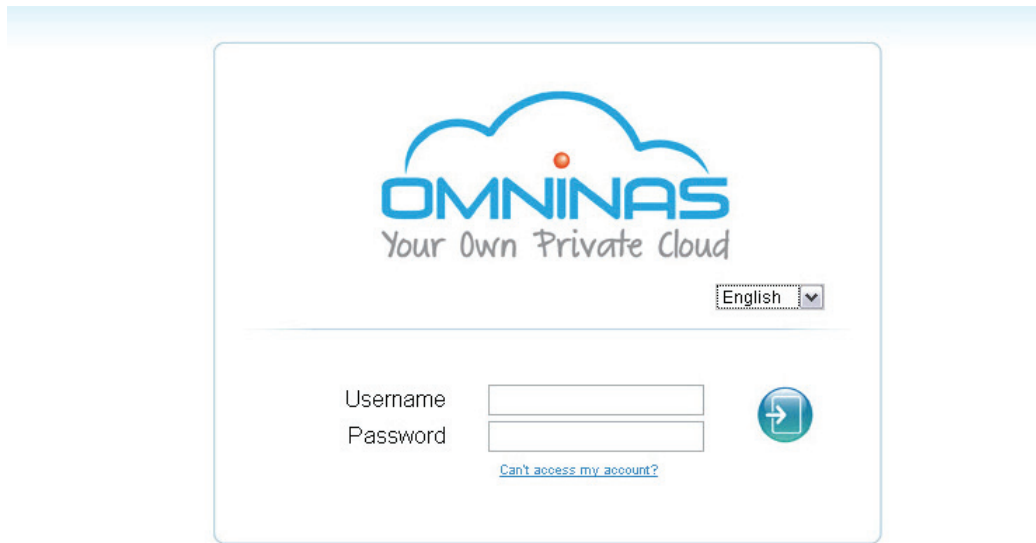 OMNINAS
Your Own Private Cloud
English
Username
Password
Can't access my account?